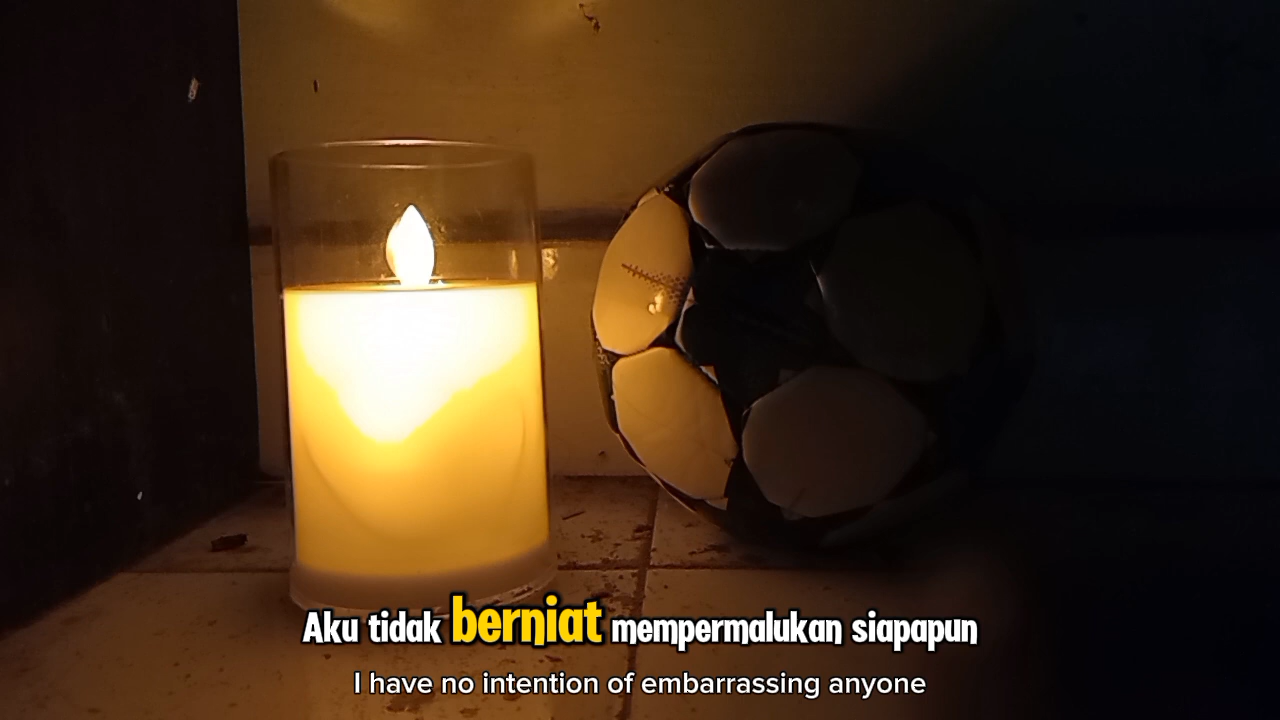 Aku tidak berniat mempermalukan siapapun
I have no intention of embarrassing anyone